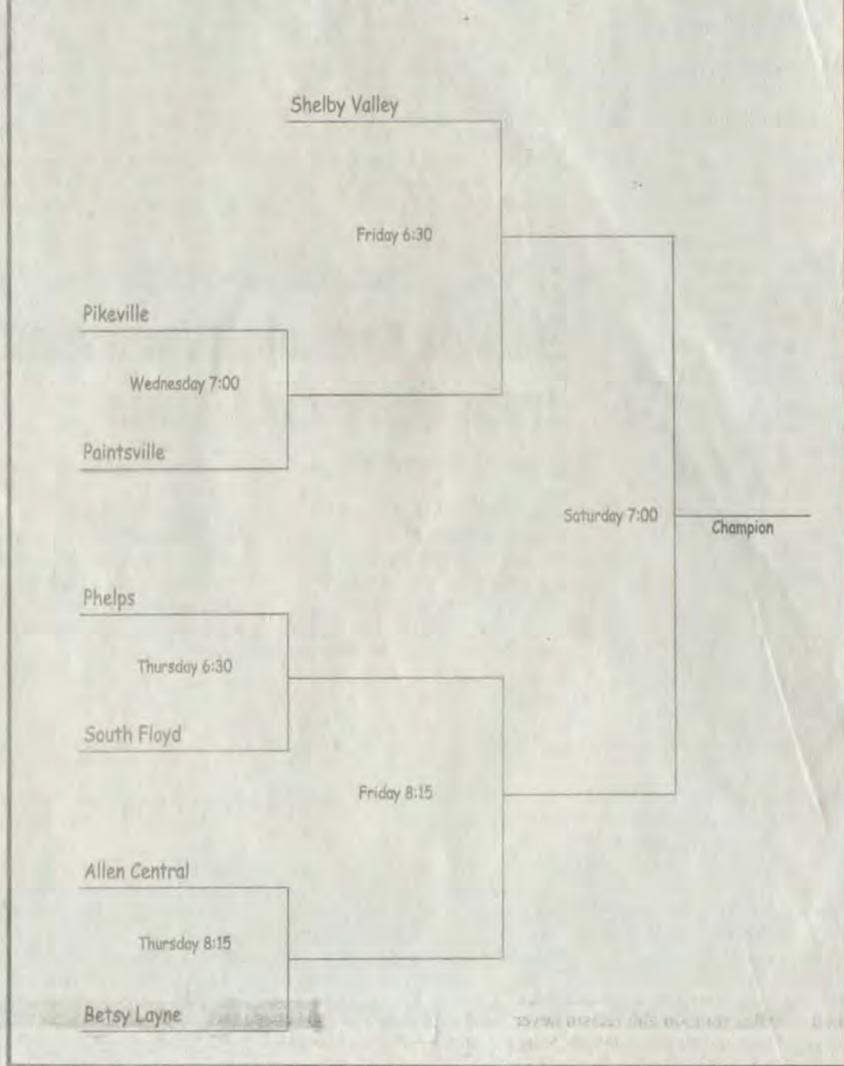 Shelby Valley
Friday 6:30
Pikeville
Wednesday 7:00
Paintsville
Saturday 7:00
Champion
Phelps
Thursday 6:30
South Floyd
Friday 8:15
Allen Central
Thursday 8:15
Betsy Layne